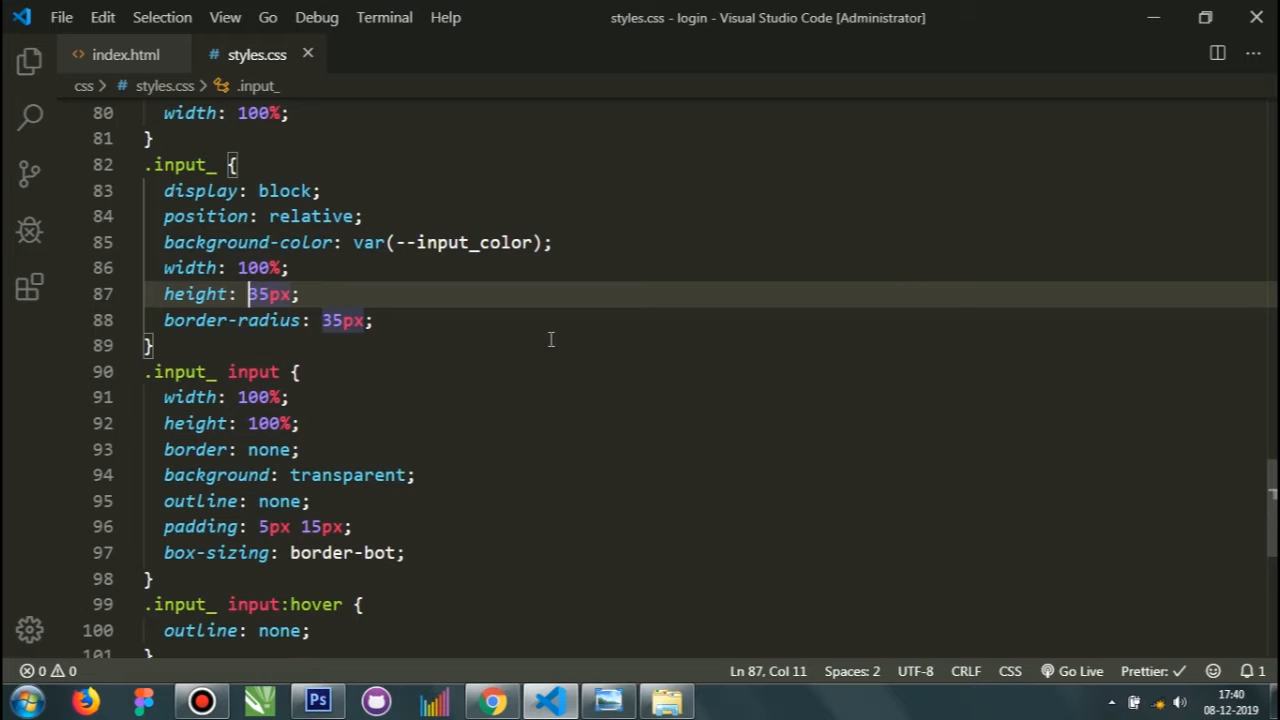 File Edit Selection View Go Debug Terminal Help styles.css - login - Visual Studio Code [Administrator]
<> index.html # styles.css ×
css > # styles.css > .input_
80 width: 100%;
81 }
82 .input_ {
83 display: block;
84 position: relative;
85 background-color: var(--input_color);
86 width: 100%;
87 height: 35px;
88 border-radius: 35px;
89 }
90 .input_ input {
91 width: 100%;
92 height: 100%;
93 border: none;
94 background: transparent;
95 outline: none;
96 padding: 5px 15px;
97 box-sizing: border-bot;
98 }
99 .input_ input:hover {
100 outline: none;
101 }
0 0 Ln 87, Col 11 Spaces: 2 UTF-8 CRLF CSS Go Live Prettier: ✓ 1
Ps 17:40
08-12-2019